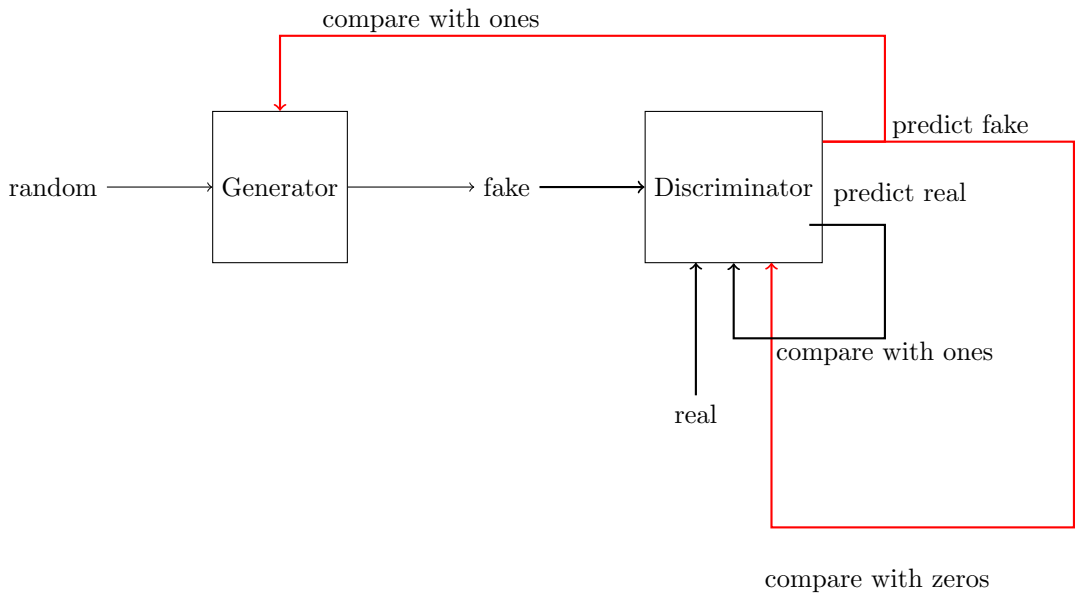 compare with ones
predict fake
random
Generator
fake
Discriminator
predict real
compare with ones
real
compare with zeros